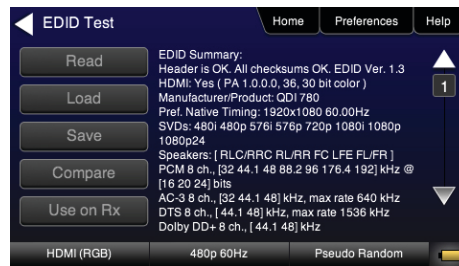 EDID Test
Home
Preferences
Help
Read
Load
Save
Compare
Use on Rx
EDID Summary:
Header is OK. All checksums OK. EDID Ver. 1.3
HDMI: Yes ( PA 1.0.0.0, 36, 30 bit color )
Manufacturer/Product: QDI 780
Pref. Native Timing: 1920x1080 60.00Hz
SVDs: 480i 480p 576i 576p 720p 1080i 1080p
1080p24
Speakers: [ RLC/RRC RL/RR FC LFE FL/FR ]
PCM 8 ch., [32 44.1 48 88.2 96 176.4 192] kHz @
[16 20 24] bits
AC-3 8 ch., [32 44.1 48] kHz, max rate 640 kHz
DTS 8 ch., [ 44.1 48] kHz, max rate 1536 kHz
Dolby DD+ 8 ch., [ 44.1 48] kHz
1
HDMI (RGB)
480p 60Hz
Pseudo Random